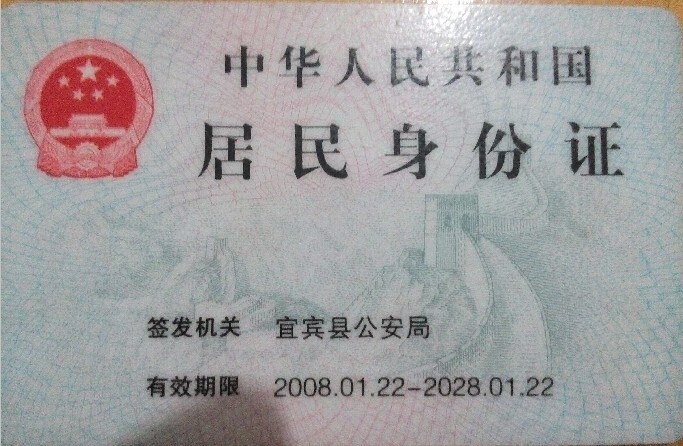 中华人民共和国
居民身份证
签发机关 宜宾县公安局
有效期限 2008.01.22-2028.01.22